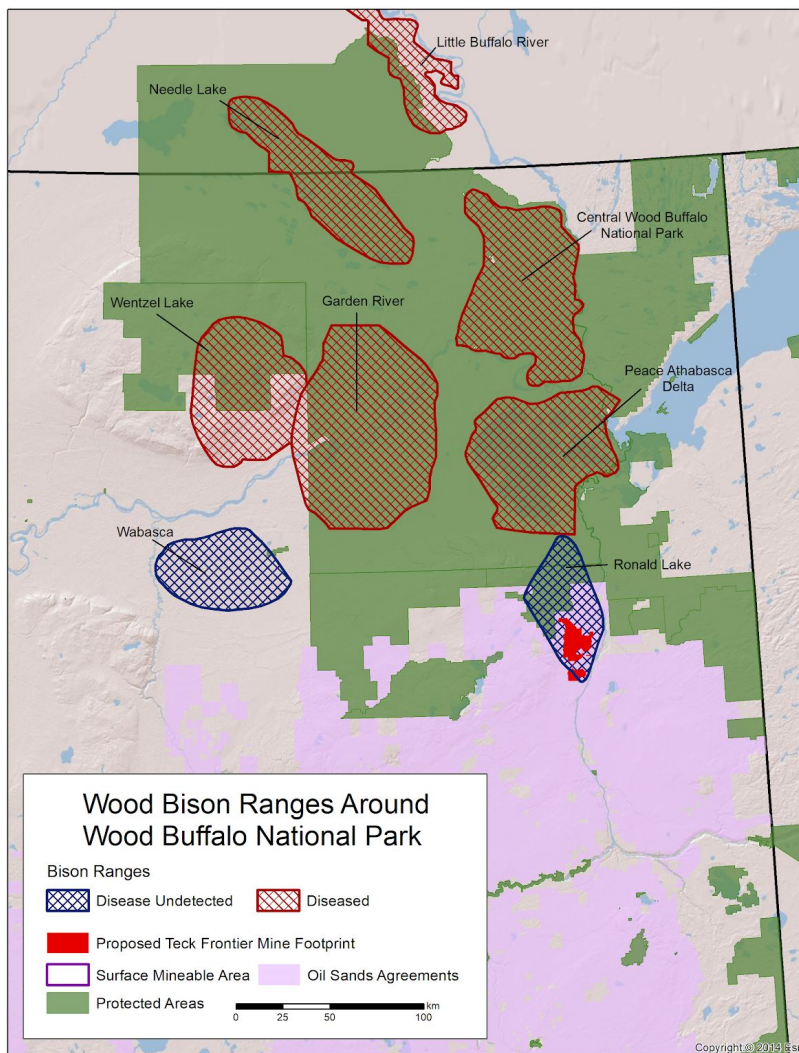 Little Buffalo River
Needle Lake
Central Wood Buffalo
National Park
Wentzel Lake
Garden River
Peace Athabasca
Delta
Wabasca
Ronald Lake
Wood Bison Ranges Around
Wood Buffalo National Park
Bison Ranges
Disease Undetected
Diseased
Proposed Teck Frontier Mine Footprint
Surface Mineable Area
Oil Sands Agreements
Protected Areas
km
0 25 50 100
Copyright:© 2014 Esri